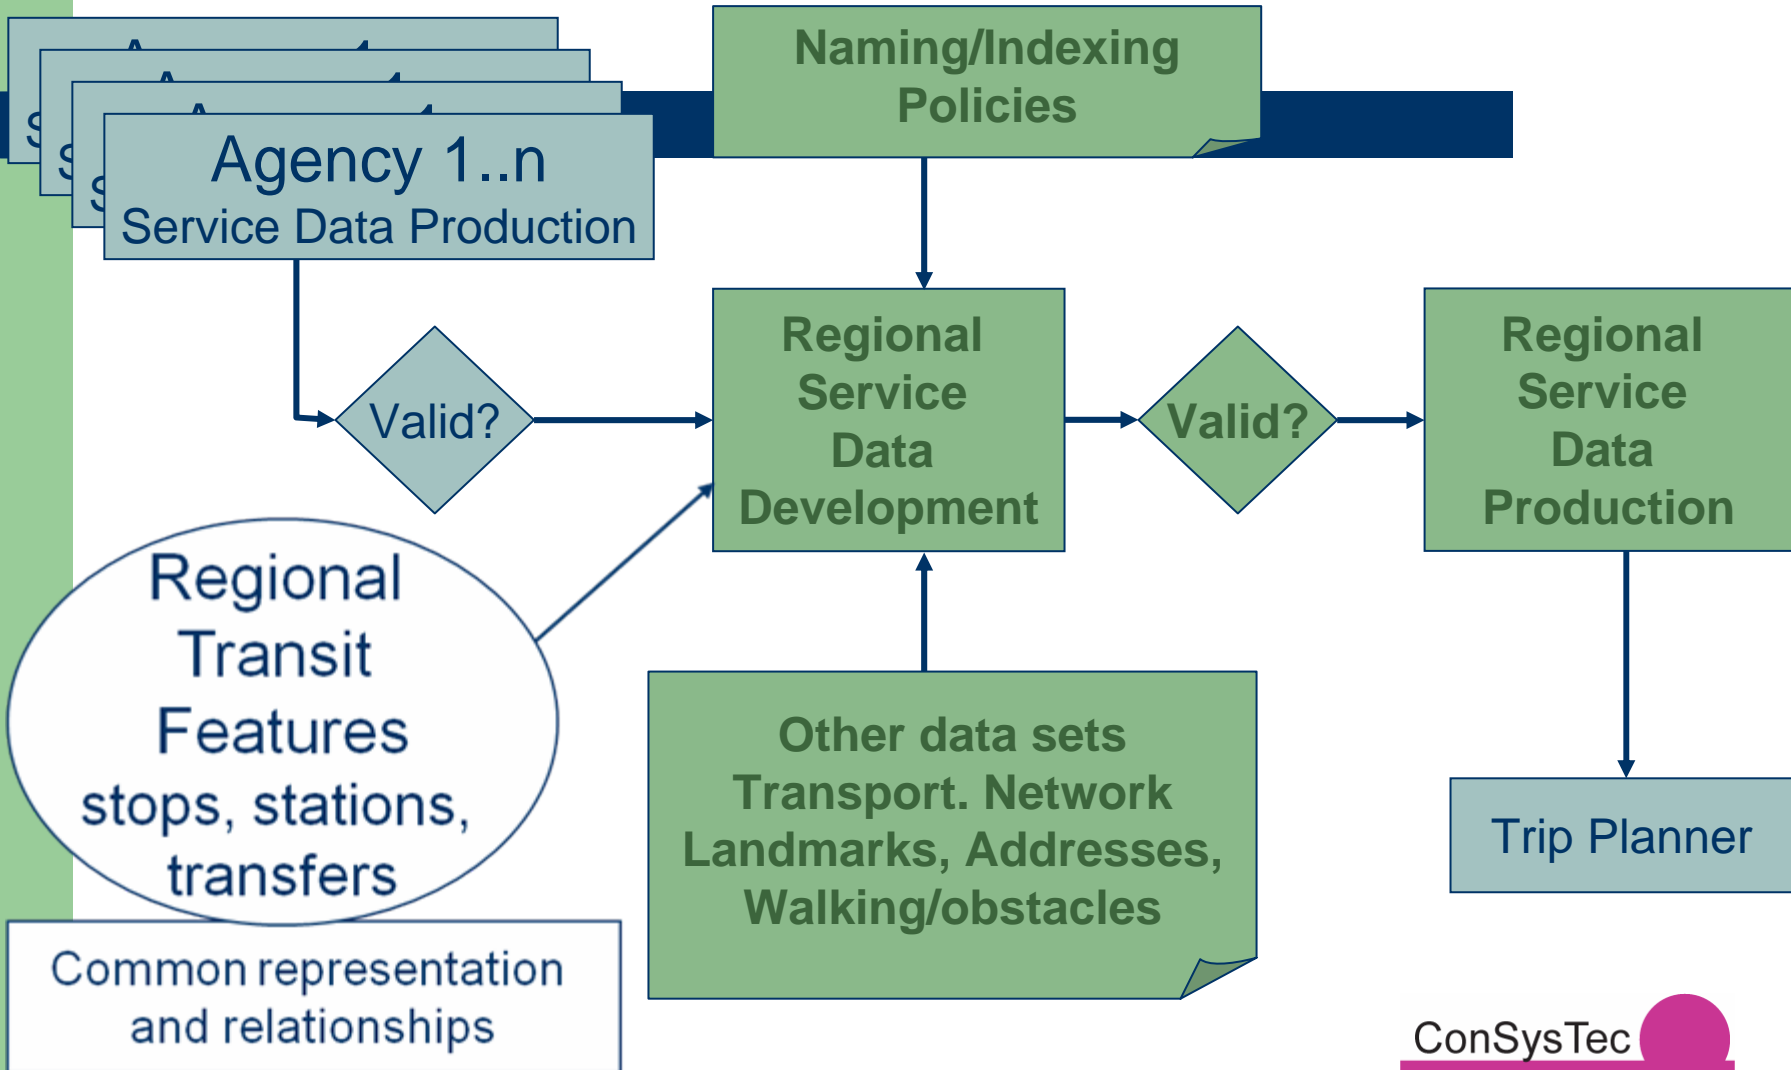 Agency 1..n
Service Data Production
Naming/Indexing
Policies
Valid?
Regional
Service
Data
Development
Valid?
Regional
Service
Data
Production
Regional
Transit
Features
stops, stations,
transfers
Common representation
and relationships
Other data sets
Transport. Network
Landmarks, Addresses,
Walking/obstacles
Trip Planner
ConSysTec